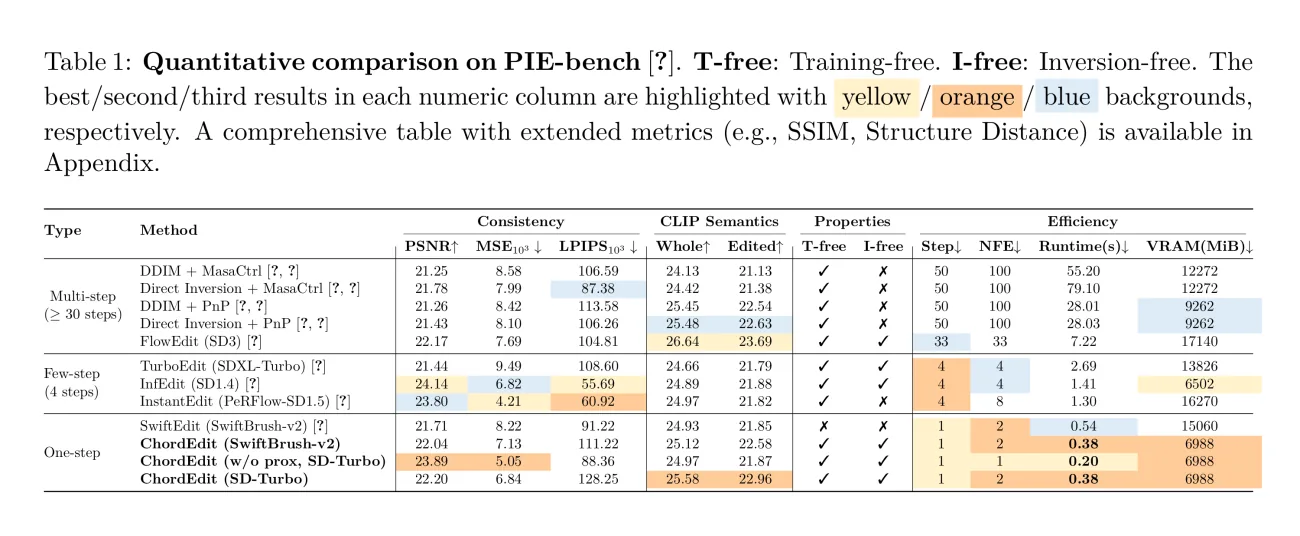 Table 1: Quantitative comparison on PIE-bench [?]. T-free: Training-free. I-free: Inversion-free. The
best/second/third results in each numeric column are highlighted with yellow / orange / blue backgrounds,
respectively. A comprehensive table with extended metrics (e.g., SSIM, Structure Distance) is available in
Appendix.
Type Method Consistency CLIP Semantics Properties Efficiency
PSNR↑ MSE10³ ↓ LPIPS10³ ↓ Whole↑ Edited↑ T-free I-free Step↓ NFE↓ Runtime(s)↓ VRAM(MiB)↓
Multi-step
(≥ 30 steps)
DDIM + MasaCtrl [?, ?] 21.25 8.58 106.59 24.13 21.13 ✓ ✗ 50 100 55.20 12272
Direct Inversion + MasaCtrl [?, ?] 21.78 7.99 87.38 24.42 21.38 ✓ ✗ 50 100 79.10 12272
DDIM + PnP [?, ?] 21.26 8.42 113.58 25.45 22.54 ✓ ✗ 50 100 28.01 9262
Direct Inversion + PnP [?, ?] 21.43 8.10 106.26 25.48 22.63 ✓ ✗ 50 100 28.03 9262
FlowEdit (SD3) [?] 22.17 7.69 104.81 26.64 23.69 ✓ ✓ 33 33 7.22 17140
Few-step
(4 steps)
TurboEdit (SDXL-Turbo) [?] 21.44 9.49 108.60 24.66 21.79 ✓ ✓ 4 4 2.69 13826
InfEdit (SD1.4) [?] 24.14 6.82 55.69 24.89 21.88 ✓ ✓ 4 4 1.41 6502
InstantEdit (PeRFlow-SD1.5) [?] 23.80 4.21 60.92 24.97 21.82 ✓ ✗ 4 8 1.30 16270
One-step
SwiftEdit (SwiftBrush-v2) [?] 21.71 8.22 91.22 24.93 21.85 ✗ ✗ 1 2 0.54 15060
ChordEdit (SwiftBrush-v2) 22.04 7.13 111.22 25.12 22.58 ✓ ✓ 1 2 0.38 6988
ChordEdit (w/o prox, SD-Turbo) 23.89 5.05 88.36 24.97 21.87 ✓ ✓ 1 1 0.20 6988
ChordEdit (SD-Turbo) 22.20 6.84 128.25 25.58 22.96 ✓ ✓ 1 2 0.38 6988